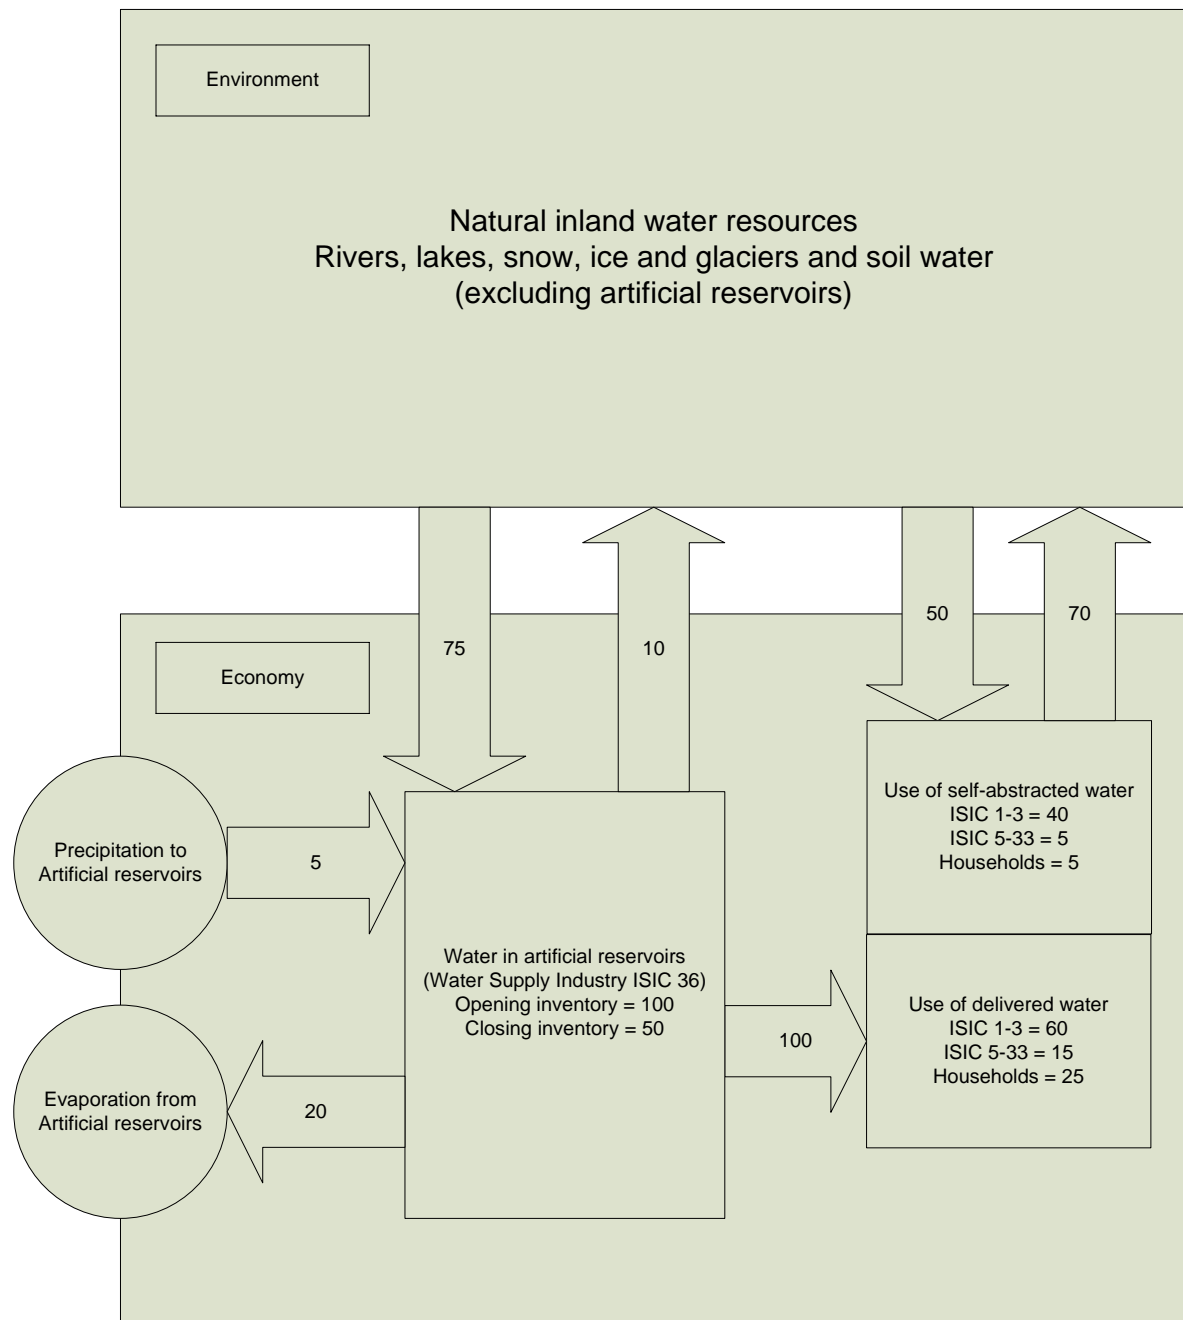 Environment
Natural inland water resources
Rivers, lakes, snow, ice and glaciers and soil water
(excluding artificial reservoirs)
75
10
50
70
Economy
Precipitation to
Artificial reservoirs
5
Water in artificial reservoirs
(Water Supply Industry ISIC 36)
Opening inventory = 100
Closing inventory = 50
Use of self-abstracted water
ISIC 1-3 = 40
ISIC 5-33 = 5
Households = 5
100
Use of delivered water
ISIC 1-3 = 60
ISIC 5-33 = 15
Households = 25
Evaporation from
Artificial reservoirs
20